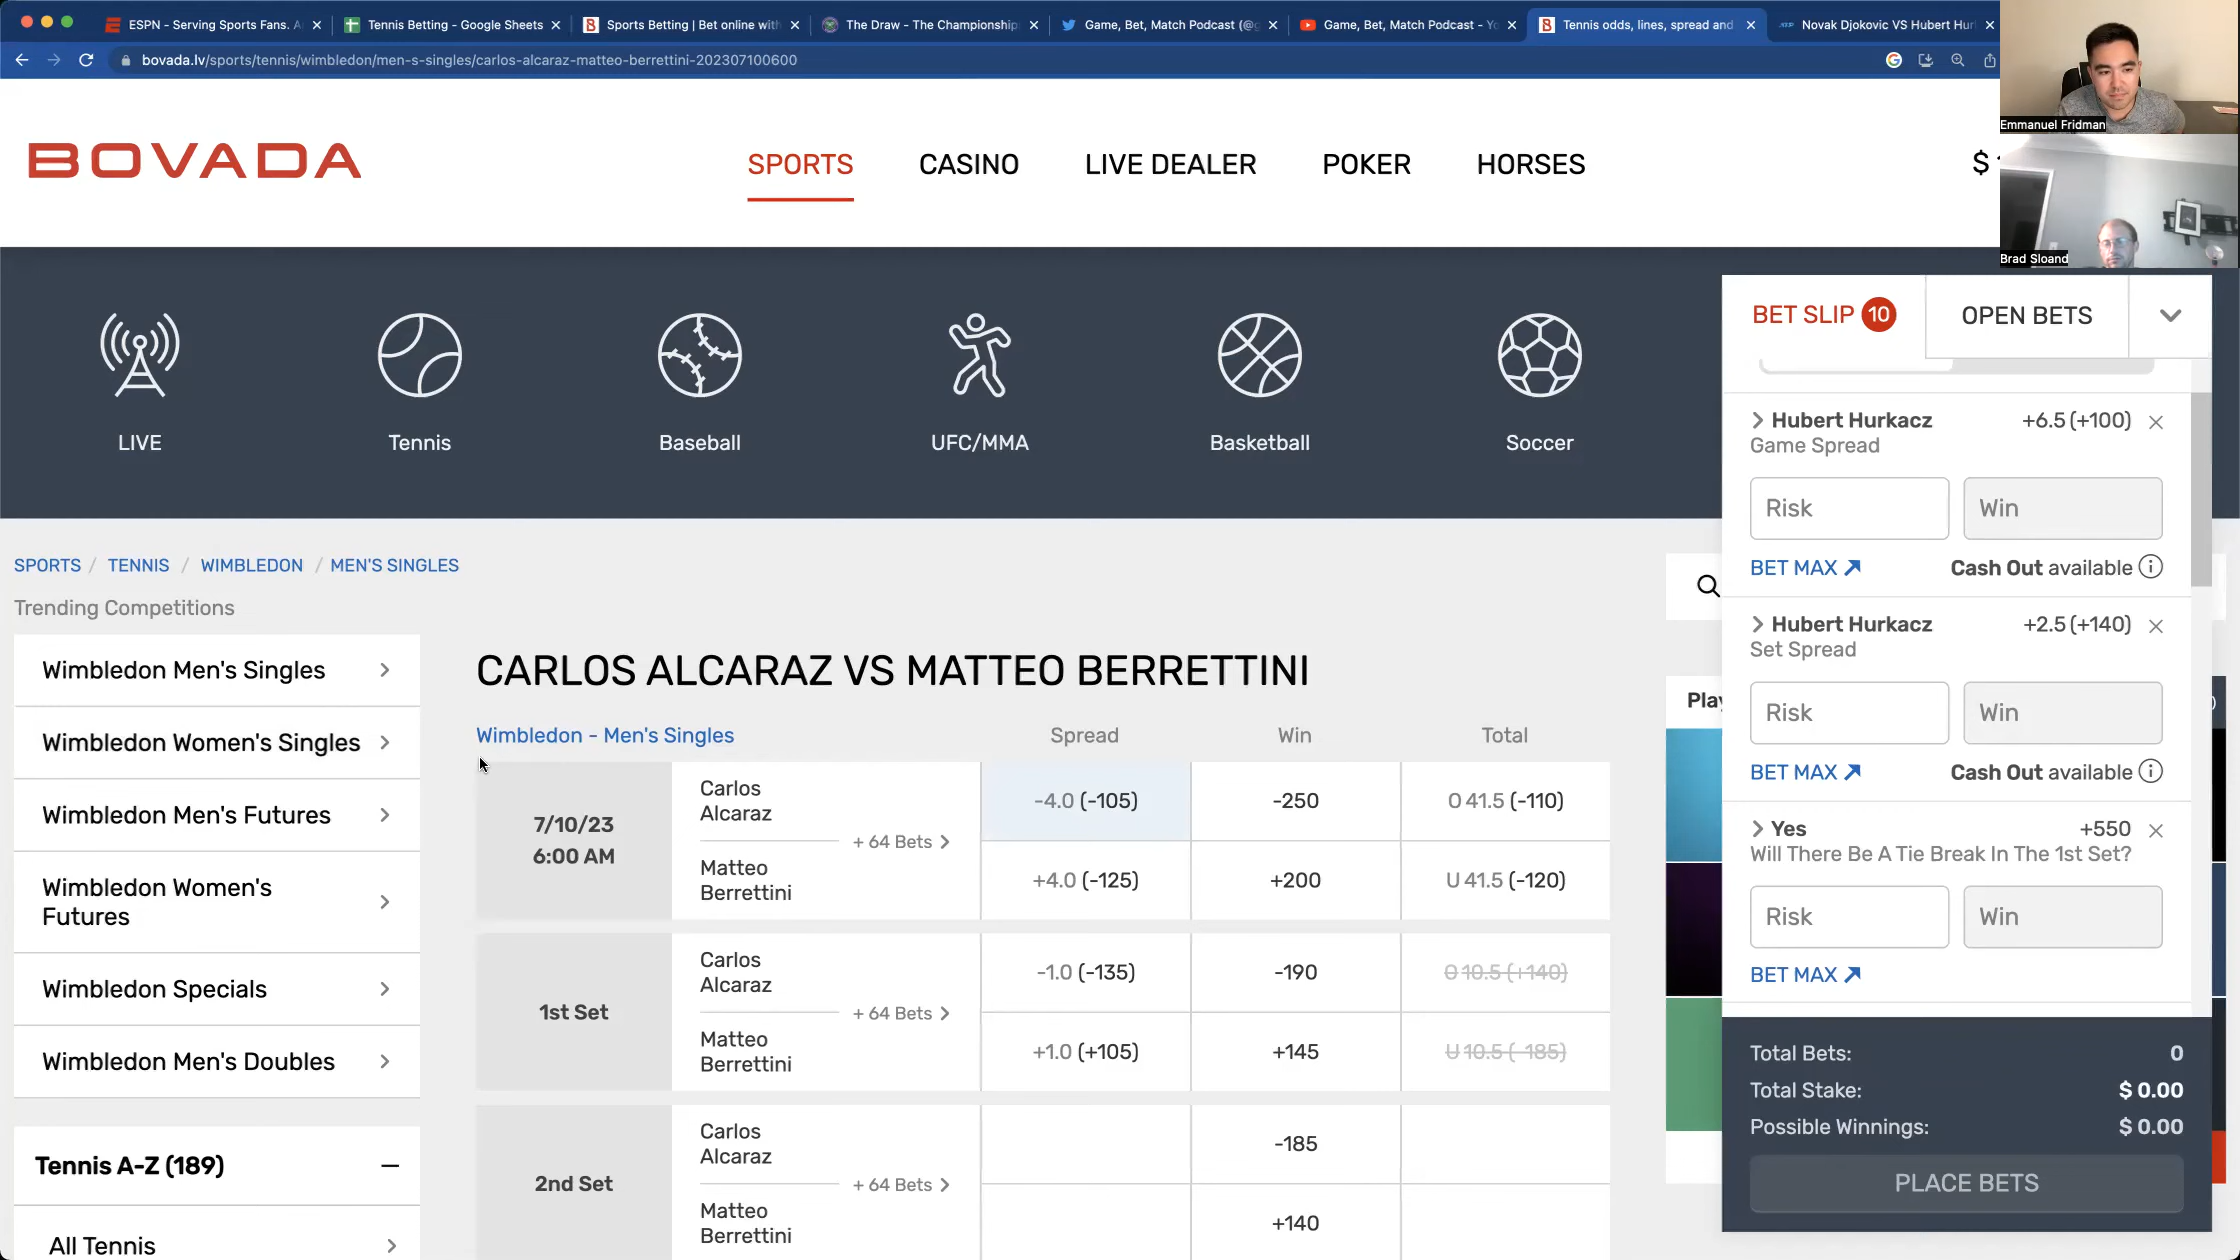 ESPN - Serving Sports Fans. A
Tennis Betting - Google Sheets
Sports Betting | Bet online with
The Draw - The Championship
Game, Bet, Match Podcast (@g
Game, Bet, Match Podcast - Yo
Tennis odds, lines, spread and
Novak Djokovic VS Hubert Hur
bovada.lv/sports/tennis/wimbledon/men-s-singles/carlos-alcaraz-matteo-berrettini-202307100600
Emmanuel Fridman
Brad Sloand
BOVADA
SPORTS
CASINO
LIVE DEALER
POKER
HORSES
$
LIVE
Tennis
Baseball
UFC/MMA
Basketball
Soccer
SPORTS / TENNIS / WIMBLEDON / MEN'S SINGLES
Trending Competitions
Wimbledon Men's Singles
Wimbledon Women's Singles
Wimbledon Men's Futures
Wimbledon Women's
Futures
Wimbledon Specials
Wimbledon Men's Doubles
Tennis A-Z (189)
All Tennis
CARLOS ALCARAZ VS MATTEO BERRETTINI
Wimbledon - Men's Singles
Spread
Win
Total
7/10/23
6:00 AM
Carlos
Alcaraz
+ 64 Bets
Matteo
Berrettini
-4.0 (-105)
-250
O 41.5 (-110)
+4.0 (-125)
+200
U 41.5 (-120)
1st Set
Carlos
Alcaraz
+ 64 Bets
Matteo
Berrettini
-1.0 (-135)
-190
O 10.5 (+140)
+1.0 (+105)
+145
U 10.5 (-185)
2nd Set
Carlos
Alcaraz
+ 64 Bets
Matteo
Berrettini
-185
+140
Play
BET SLIP 10
OPEN BETS
Hubert Hurkacz +6.5 (+100)
Game Spread
Risk
Win
BET MAX
Cash Out available
Hubert Hurkacz +2.5 (+140)
Set Spread
Risk
Win
BET MAX
Cash Out available
Yes +550
Will There Be A Tie Break In The 1st Set?
Risk
Win
BET MAX
Total Bets: 0
Total Stake: $ 0.00
Possible Winnings: $ 0.00
PLACE BETS